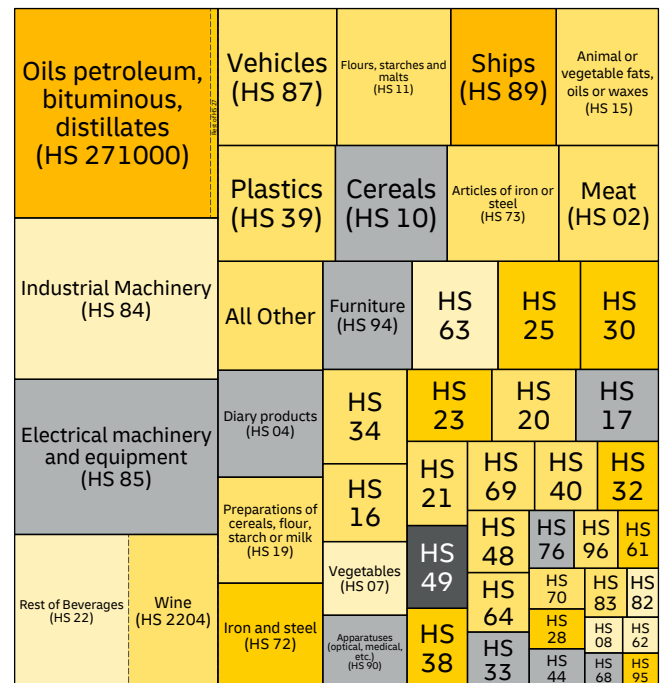 Oils petroleum,
bituminous,
distillates
(HS 271000)
Rest of HS 27
Vehicles
(HS 87)
Flours, starches and
malts
(HS 11)
Ships
(HS 89)
Animal or
vegetable fats,
oils or waxes
(HS 15)
Plastics
(HS 39)
Cereals
(HS 10)
Articles of iron or
steel
(HS 73)
Meat
(HS 02)
Industrial Machinery
(HS 84)
All Other
Furniture
(HS 94)
HS
63
HS
25
HS
30
Electrical machinery
and equipment
(HS 85)
Diary products
(HS 04)
HS
34
HS
23
HS
20
HS
17
Preparations of
cereals, flour,
starch or milk
(HS 19)
HS
16
HS
21
HS
69
HS
40
HS
32
Rest of Beverages
(HS 22)
Wine
(HS 2204)
Iron and steel
(HS 72)
Vegetables
(HS 07)
Apparatuses
(optical, medical,
etc.)
(HS 90)
HS
49
HS
38
HS
48
HS
76
HS
96
HS
61
HS
64
HS
33
HS
70
HS
28
HS
44
HS
83
HS
82
HS
08
HS
62
HS
68
HS
95